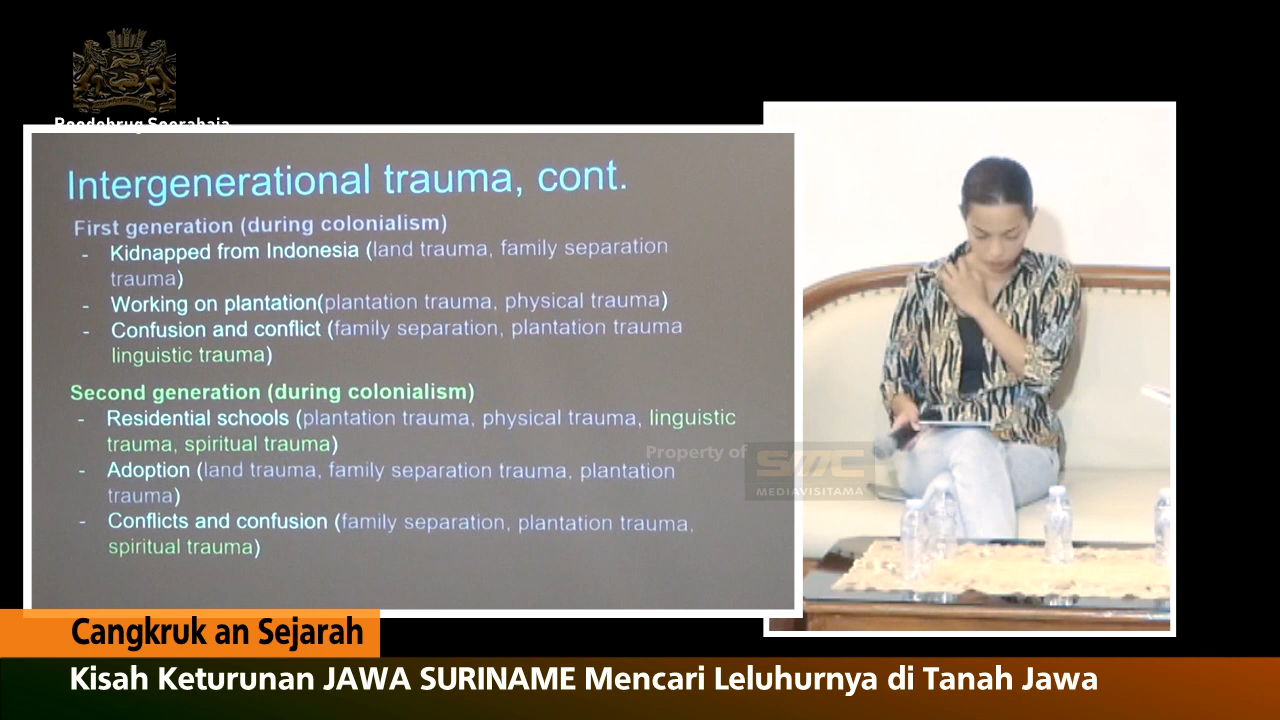 Roodebrug Soerabaia
Intergenerational trauma, cont.
First generation (during colonialism)
- Kidnapped from Indonesia (land trauma, family separation
trauma)
- Working on plantation(plantation trauma, physical trauma)
- Confusion and conflict (family separation, plantation trauma
linguistic trauma)
Second generation (during colonialism)
- Residential schools (plantation trauma, physical trauma, linguistic
trauma, spiritual trauma)
- Adoption (land trauma, family separation trauma, plantation
trauma)
- Conflicts and confusion (family separation, plantation trauma,
spiritual trauma)
Property of
SMC
MEDIAVISITAMA
Cangkruk an Sejarah
Kisah Keturunan JAWA SURINAME Mencari Leluhurnya di Tanah Jawa